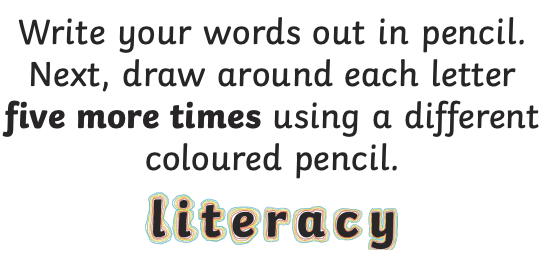 Write your words out in pencil.
Next, draw around each letter
five more times using a different
coloured pencil.
literacy